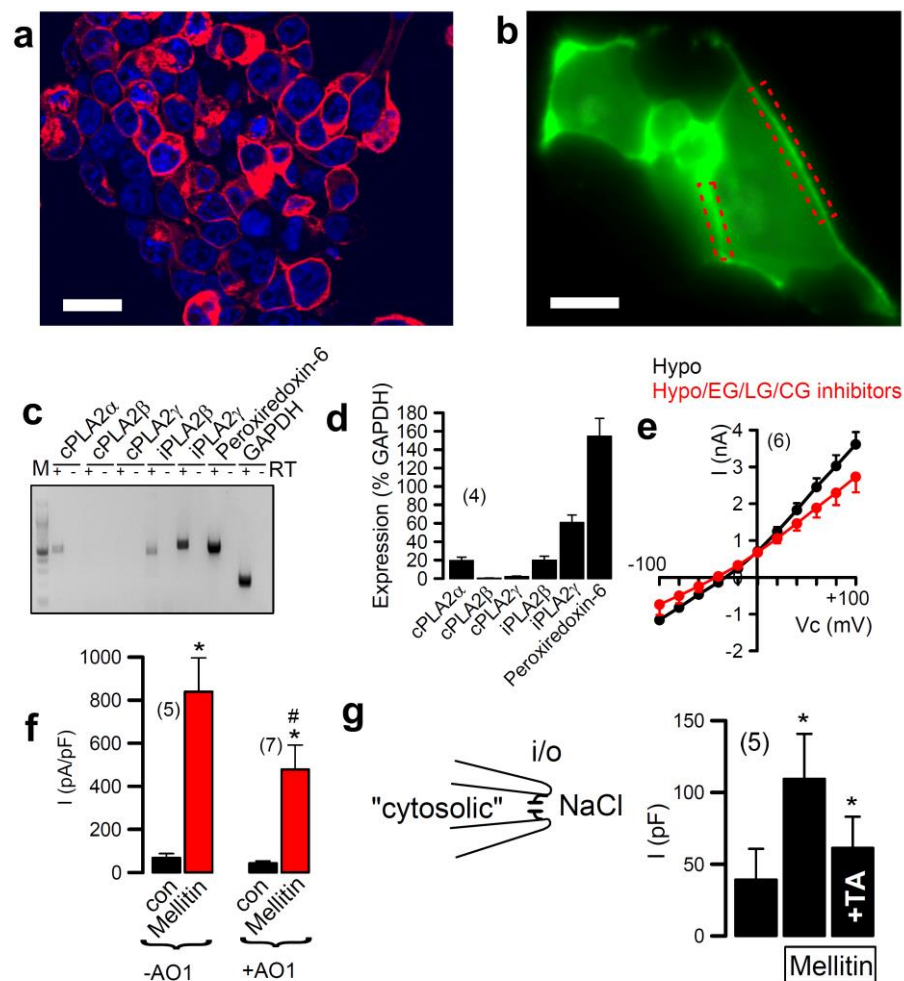 a
b
c
cPLA2α
cPLA2β
cPLA2γ
iPLA2β
iPLA2γ
Peroxiredoxin-6
GAPDH
M + - + - + - + - + - + - + - RT
d
Expression (% GAPDH)
180
160
140
120
100
80
60
40
20
0
(4)
cPLA2α
cPLA2β
cPLA2γ
iPLA2β
iPLA2γ
Peroxiredoxin-6
Hypo
Hypo/EG/LG/CG inhibitors
e
I (nA)
(6)
4
3
2
1
0
-1
-2
-100
+100
Vc (mV)
f
I (pA/pF)
1000
800
600
400
200
0
(5)
*
(7)
#
*
con
Mellitin
con
Mellitin
-AO1
+AO1
g
i/o
"cytosolic"
NaCl
I (pF)
150
100
50
0
(5)
*
*
+TA
Mellitin